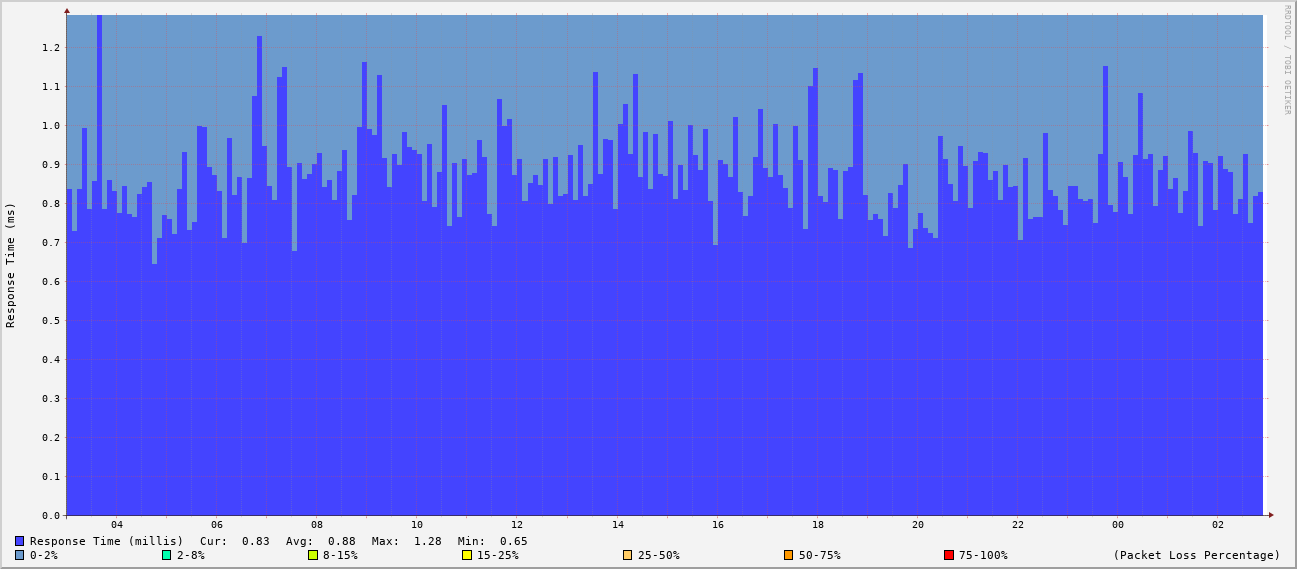 RRDTOOL / TOBI OETIKER
Response Time (ms)
1.2
1.1
1.0
0.9
0.8
0.7
0.6
0.5
0.4
0.3
0.2
0.1
0.0
04 06 08 10 12 14 16 18 20 22 00 02
Response Time (millis) Cur: 0.83 Avg: 0.88 Max: 1.28 Min: 0.65
0-2% 2-8% 8-15% 15-25% 25-50% 50-75% 75-100% (Packet Loss Percentage)